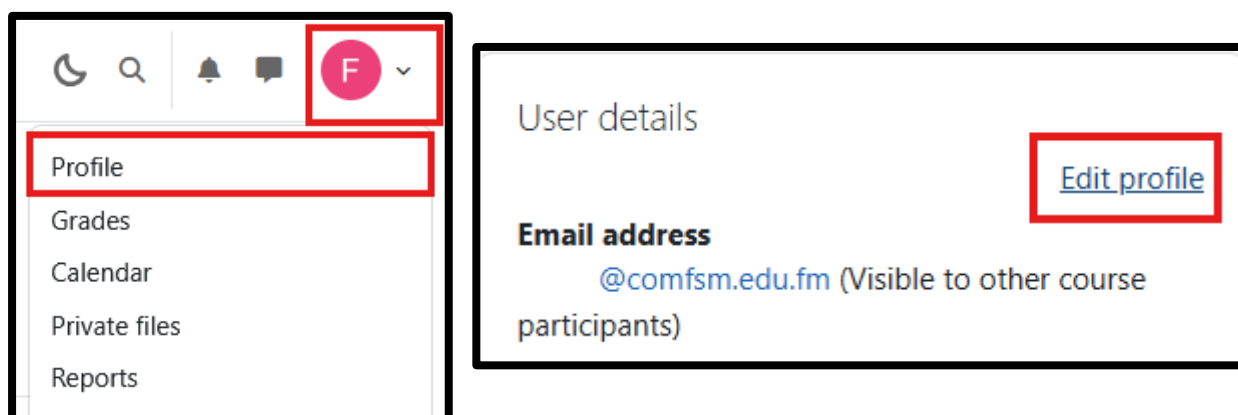 F
Profile
Grades
Calendar
Private files
Reports
User details
Edit profile
Email address
@comfsm.edu.fm (Visible to other course
participants)